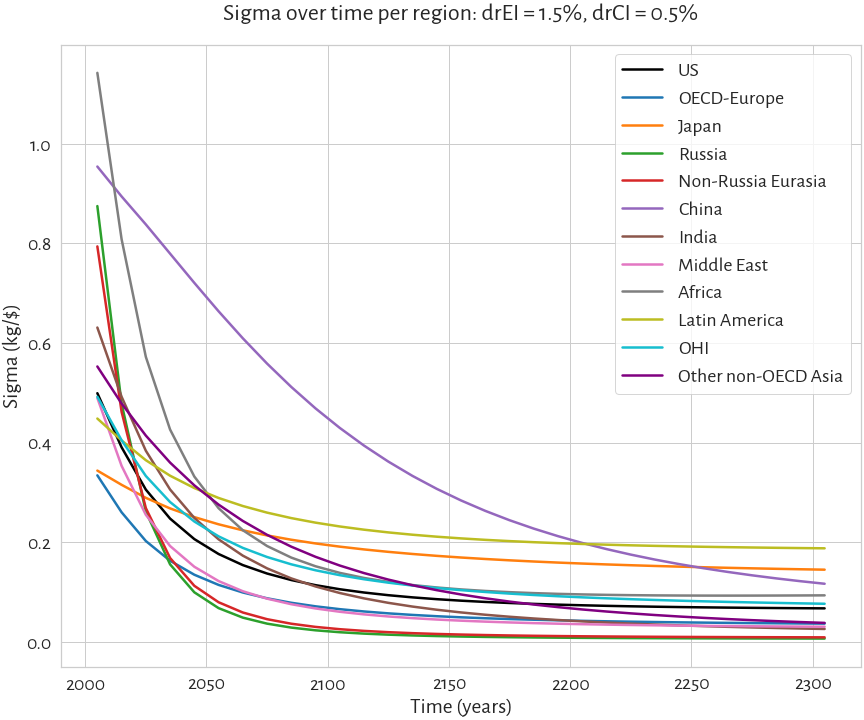 Sigma over time per region: drEI = 1.5%, drCI = 0.5%
US
OECD-Europe
Japan
Russia
Non-Russia Eurasia
China
India
Middle East
Africa
Latin America
OHI
Other non-OECD Asia
Sigma (kg/$)
1.0
0.8
0.6
0.4
0.2
0.0
2000 2050 2100 2150 2200 2250 2300
Time (years)